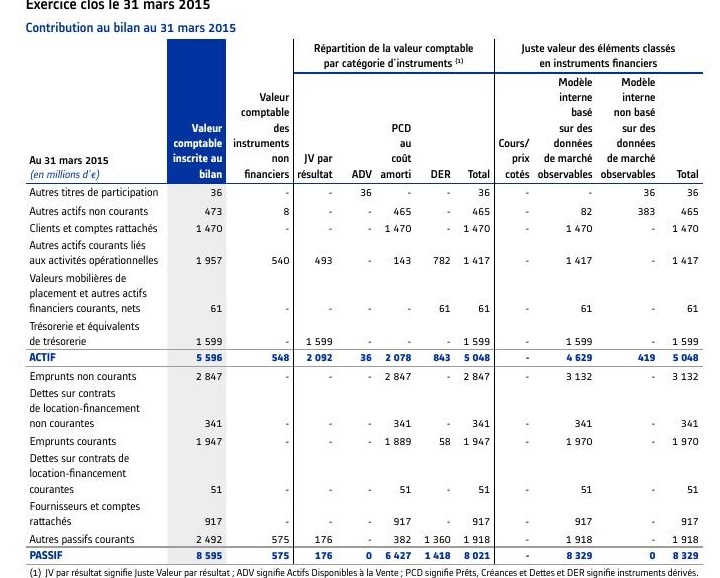 Exercice clos le 31 mars 2015
Contribution au bilan au 31 mars 2015
Répartition de la valeur comptable Juste valeur des éléments classés
par catégorie d'instruments (1) en instruments financiers
Modèle Modèle
interne interne
Valeur basé non basé
comptable PCD sur des sur des
Valeur des au Cours/ données données
comptable instruments JV par coût prix de marché de marché
Au 31 mars 2015 inscrite au non
(en millions d'€) bilan financiers résultat ADV amorti DER Total cotés observables observables Total
Autres titres de participation 36 - - 36 - - 36 - - 36 36
Autres actifs non courants 473 8 - - 465 - 465 - 82 383 465
Clients et comptes rattachés 1 470 - - - 1 470 - 1 470 - 1 470 - 1 470
Autres actifs courants liés
aux activités opérationnelles 1 957 540 493 - 143 782 1 417 - 1 417 - 1 417
Valeurs mobilières de
placement et autres actifs
financiers courants, nets 61 - - - - 61 61 - 61 - 61
Trésorerie et équivalents
de trésorerie 1 599 - 1 599 - - - 1 599 - 1 599 - 1 599
ACTIF 5 596 548 2 092 36 2 078 843 5 048 - 4 629 419 5 048
Emprunts non courants 2 847 - - - 2 847 - 2 847 - 3 132 - 3 132
Dettes sur contrats
de location-financement
non courantes 341 - - - 341 - 341 - 341 - 341
Emprunts courants 1 947 - - - 1 889 58 1 947 - 1 970 - 1 970
Dettes sur contrats de
location-financement
courantes 51 - - - 51 - 51 - 51 - 51
Fournisseurs et comptes
rattachés 917 - - - 917 - 917 - 917 - 917
Autres passifs courants 2 492 575 176 - 382 1 360 1 918 - 1 918 - 1 918
PASSIF 8 595 575 176 0 6 427 1 418 8 021 - 8 329 0 8 329
(1) JV par résultat signifie Juste Valeur par résultat ; ADV signifie Actifs Disponibles à la Vente ; PCD signifie Prêts, Créances et Dettes et DER signifie instruments dérivés.